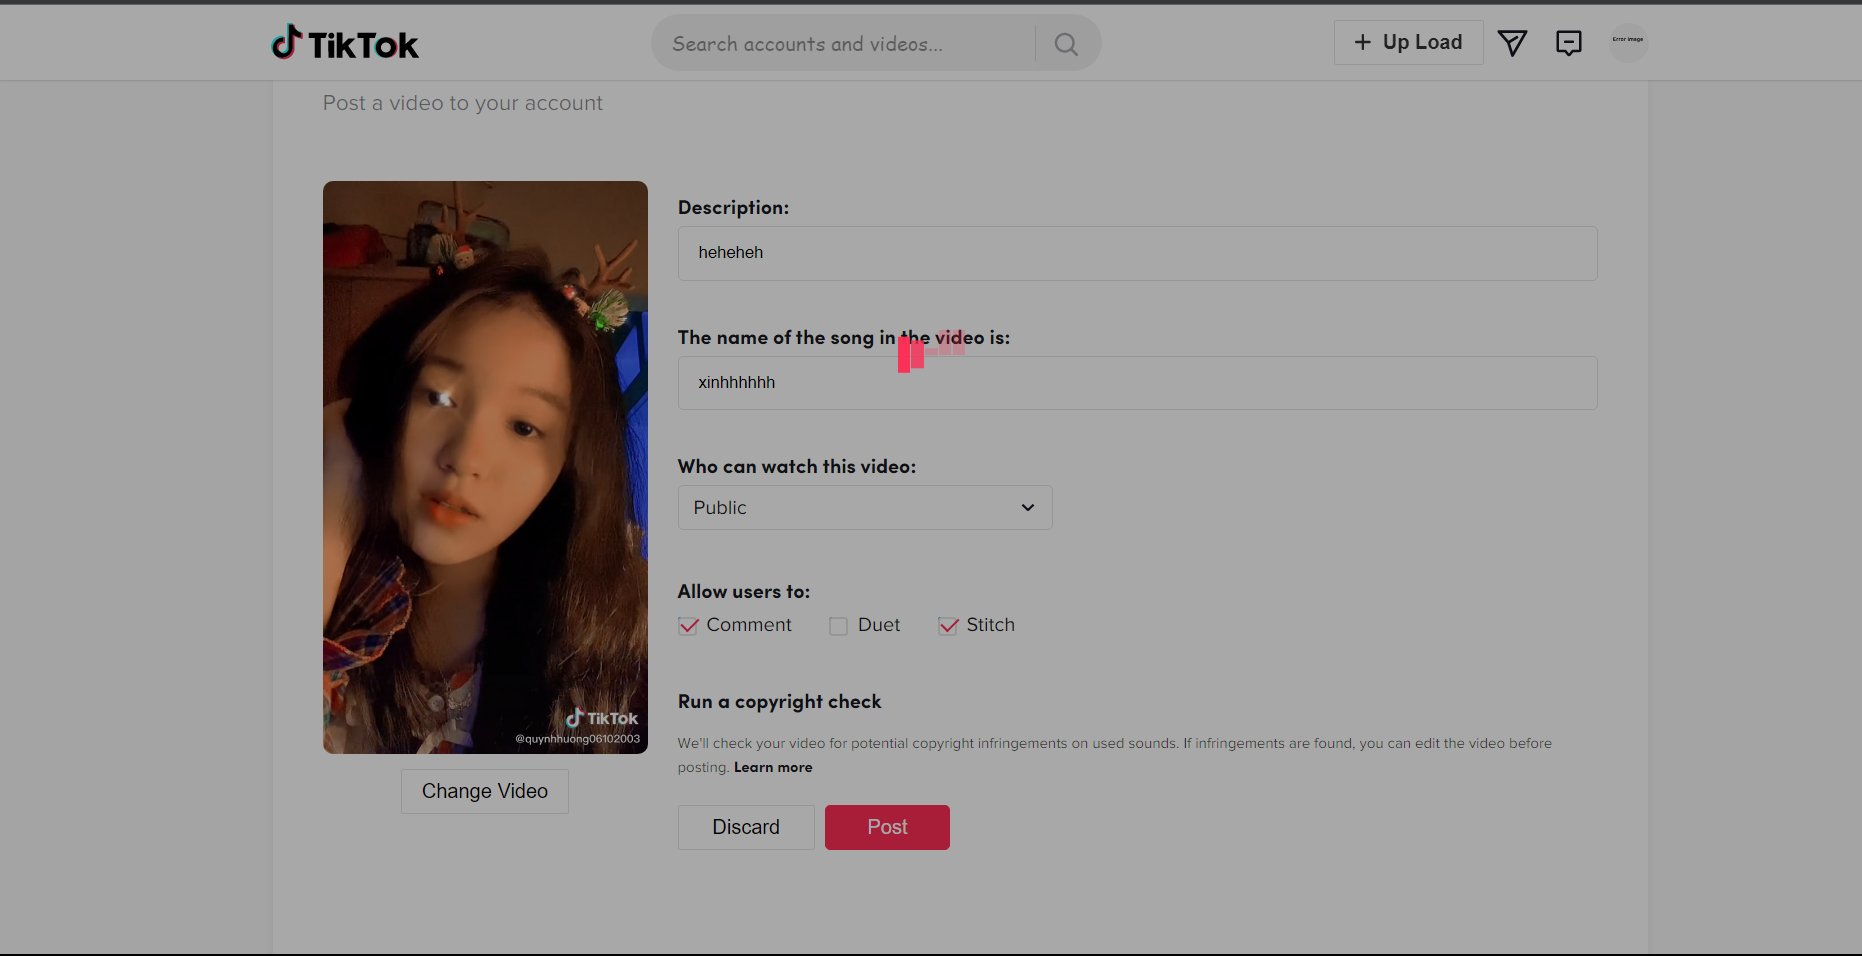 TikTok
Search accounts and videos...
Up Load
Error Image
Post a video to your account
Description:
heheheh
The name of the song in the video is:
xinhhhhhh
Who can watch this video:
Public
Allow users to:
Comment
Duet
Stitch
Run a copyright check
We'll check your video for potential copyright infringements on used sounds. If infringements are found, you can edit the video before
posting. Learn more
TikTok
@quynhhuong06102003
Change Video
Discard
Post